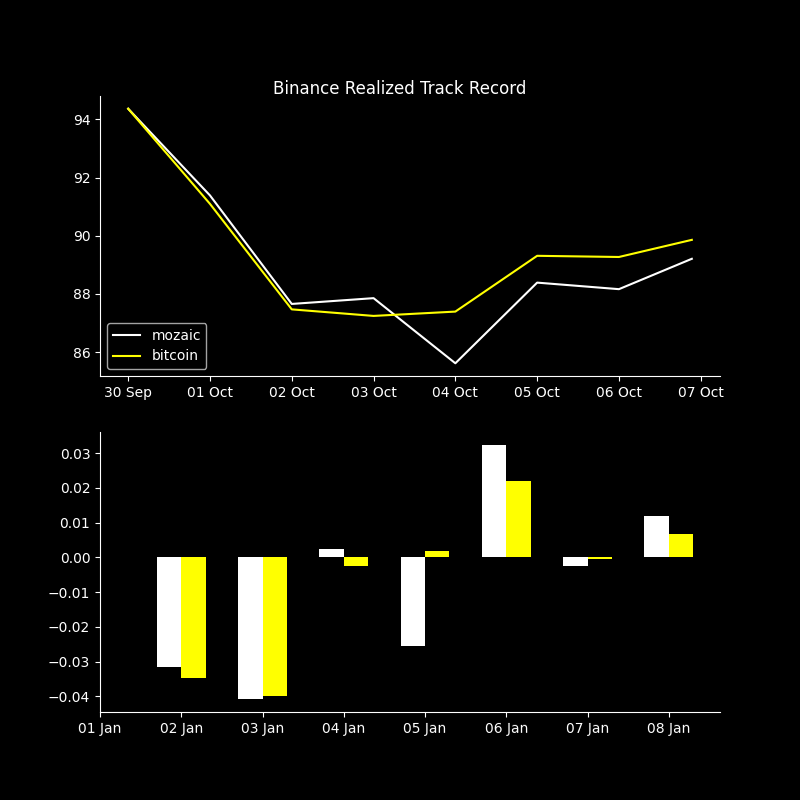 Binance Realized Track Record
94
92
90
88
86
mozaic
bitcoin
30 Sep 01 Oct 02 Oct 03 Oct 04 Oct 05 Oct 06 Oct 07 Oct
0.03
0.02
0.01
0.00
−0.01
−0.02
−0.03
−0.04
01 Jan 02 Jan 03 Jan 04 Jan 05 Jan 06 Jan 07 Jan 08 Jan